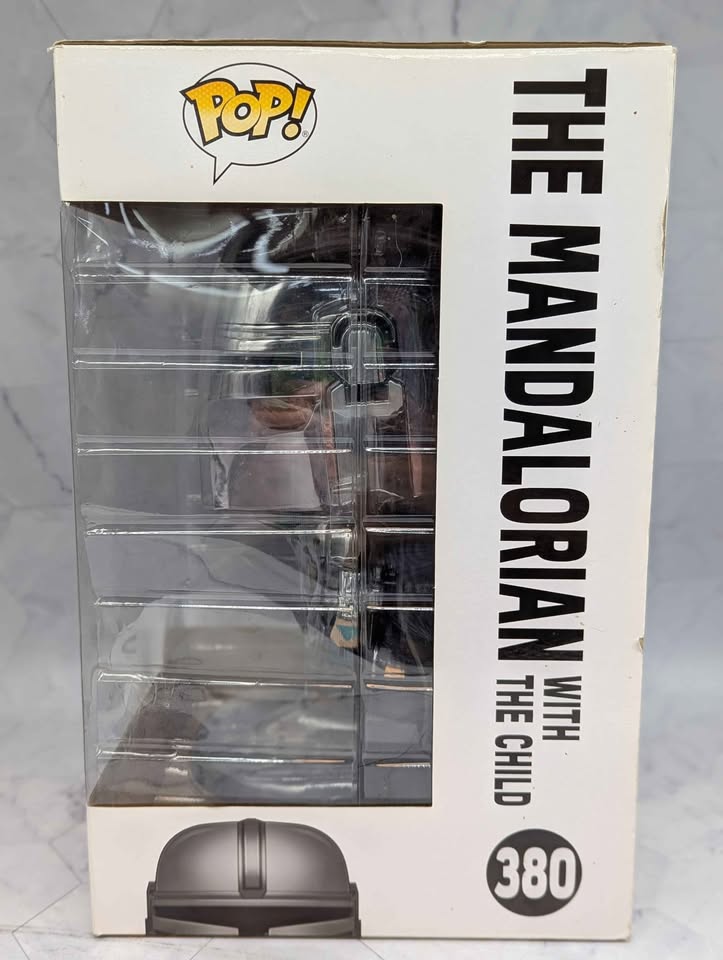 POP!®
THE MANDALORIAN WITH
THE CHILD
380